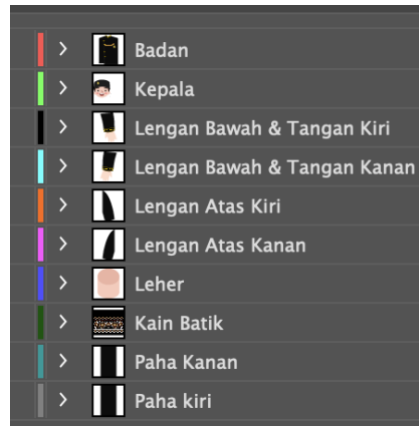 Badan
Kepala
Lengan Bawah & Tangan Kiri
Lengan Bawah & Tangan Kanan
Lengan Atas Kiri
Lengan Atas Kanan
Leher
Kain Batik
Paha Kanan
Paha kiri